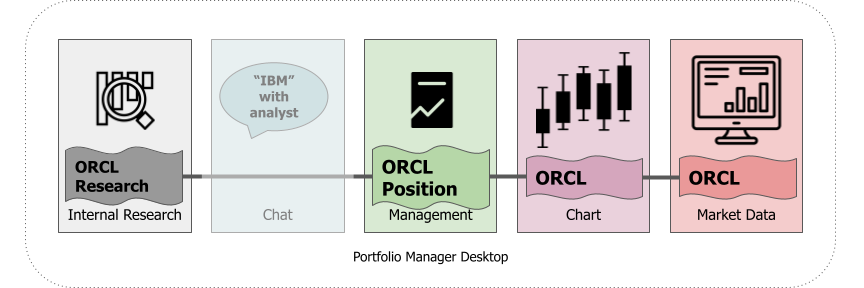 “IBM”
with
analyst
ORCL
Research
ORCL
Position
ORCL
ORCL
Internal Research
Chat
Management
Chart
Market Data
Portfolio Manager Desktop